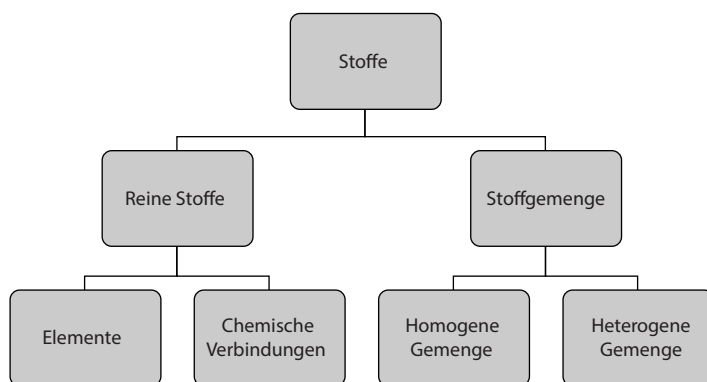 Stoffe
Reine Stoffe
Stoffgemenge
Elemente
Chemische
Verbindungen
Homogene
Gemenge
Heterogene
Gemenge